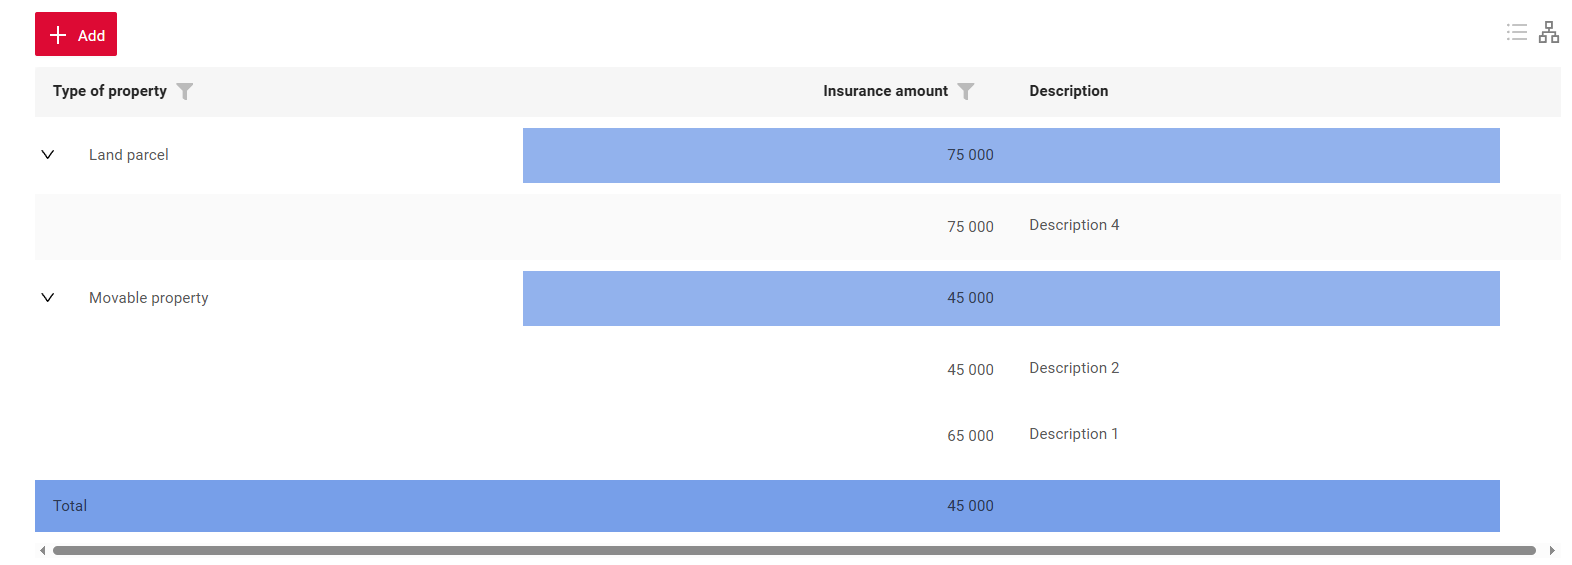 Add
Type of property Insurance amount Description
Land parcel 75 000
75 000 Description 4
Movable property 45 000
45 000 Description 2
65 000 Description 1
Total 45 000